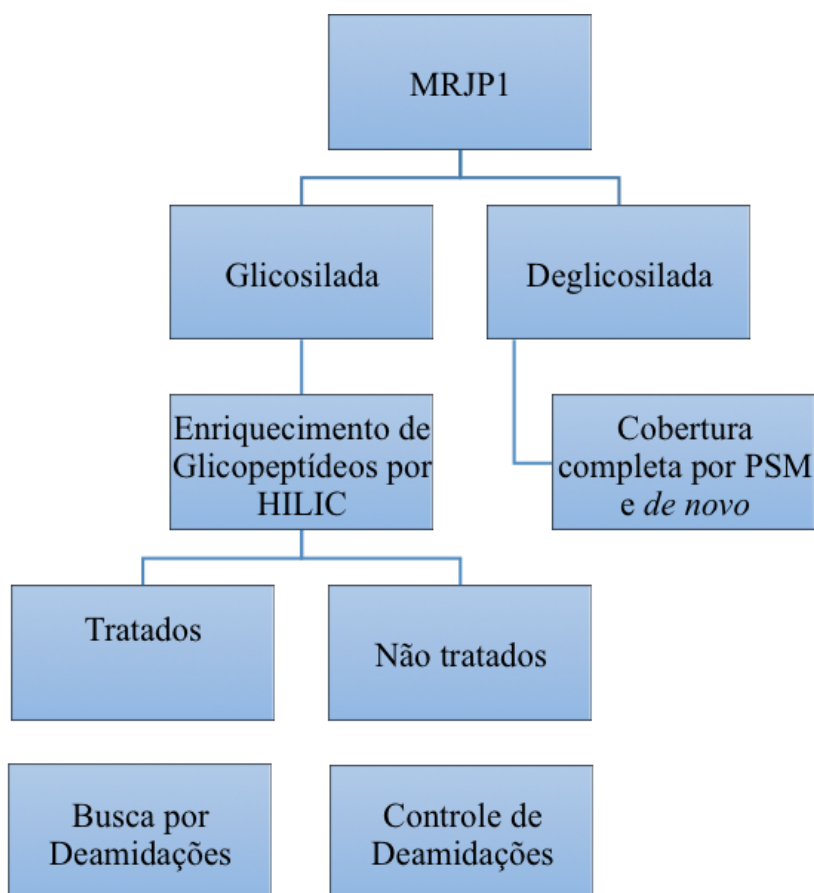 MRJP1
Glicosilada
Deglicosilada
Enriquecimento de
Glicopeptídeos por
HILIC
Cobertura
completa por PSM
e de novo
Tratados
Não tratados
Busca por
Deamidações
Controle de
Deamidações